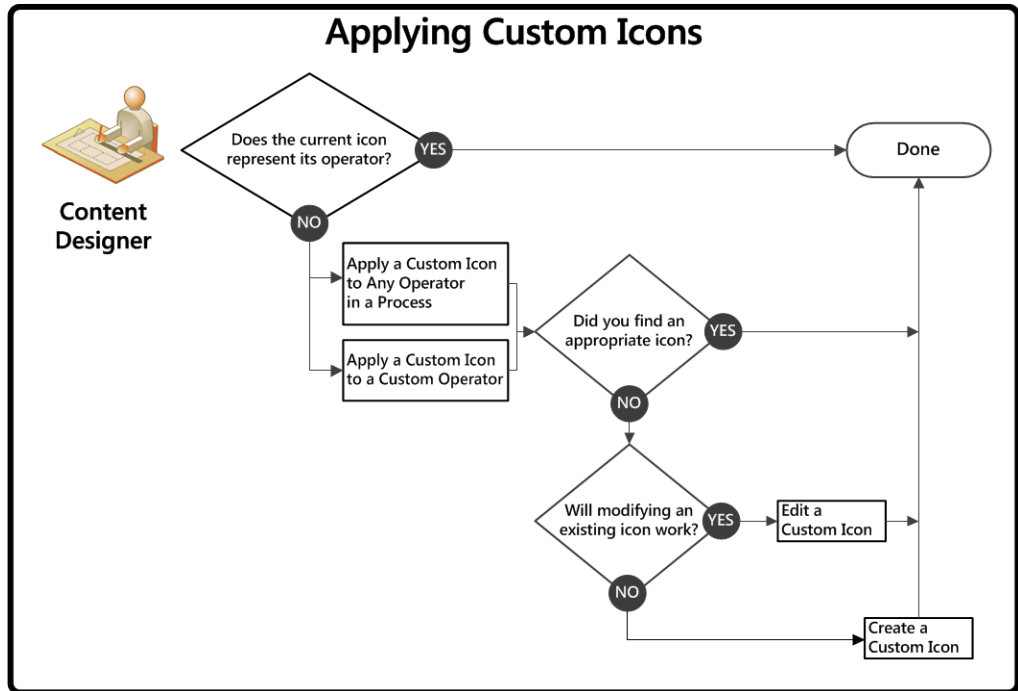 Applying Custom Icons
Content
Designer
Does the current icon
represent its operator?
YES
Done
NO
Apply a Custom Icon
to Any Operator
in a Process
Apply a Custom Icon
to a Custom Operator
Did you find an
appropriate icon?
YES
NO
Will modifying an
existing icon work?
YES
Edit a
Custom Icon
NO
Create a
Custom Icon